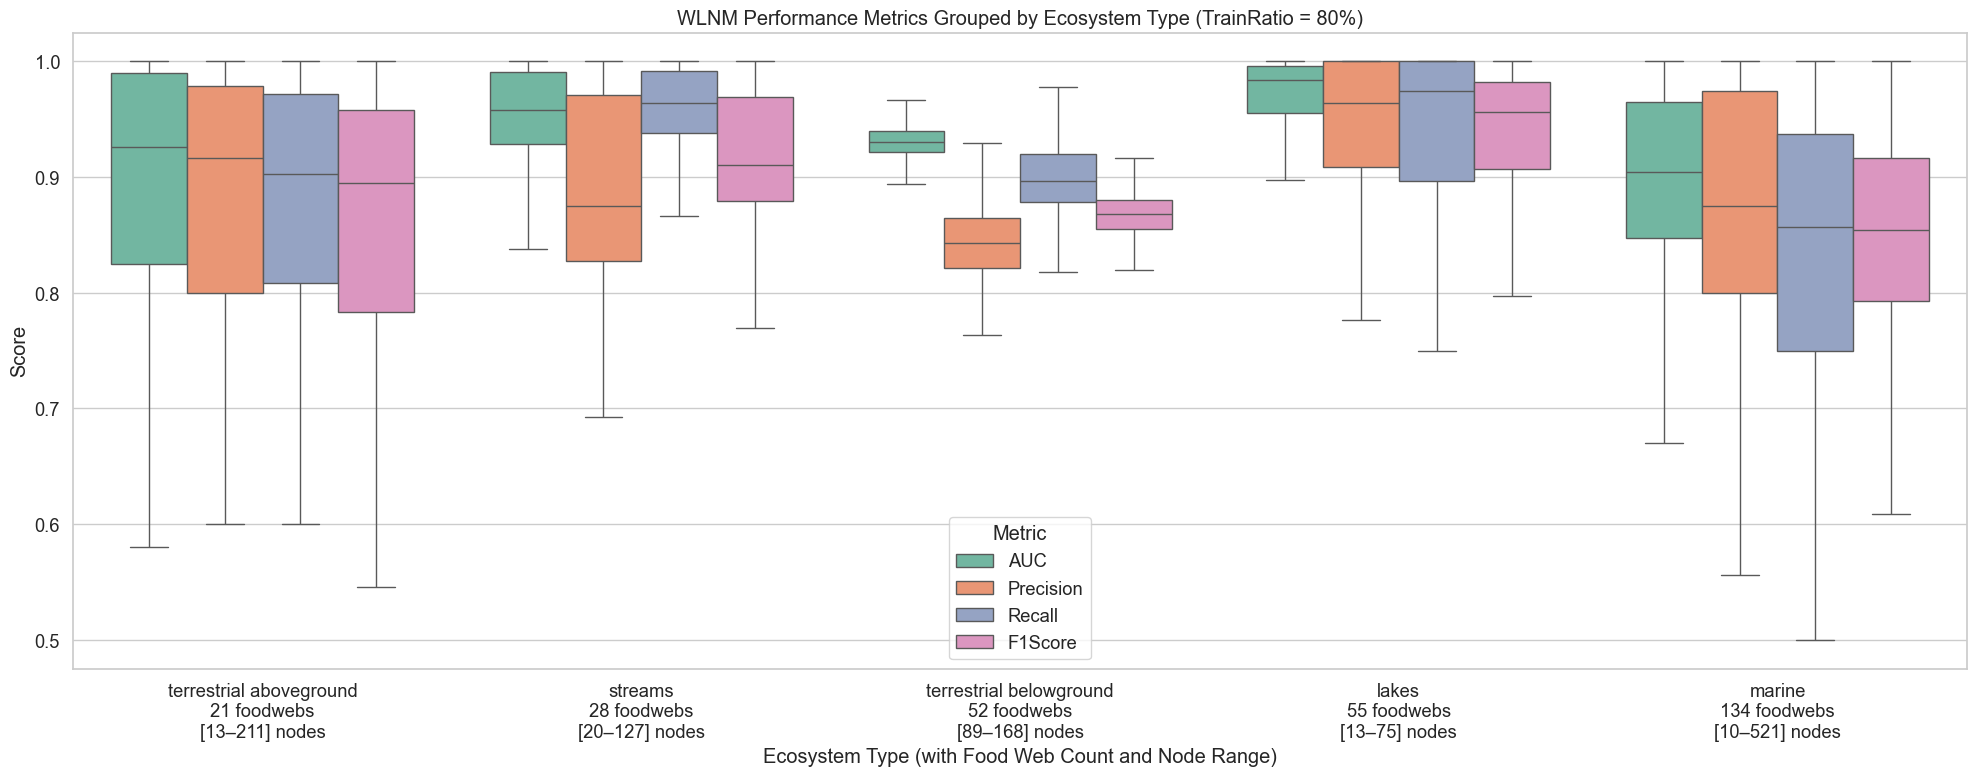 WLNM Performance Metrics Grouped by Ecosystem Type (TrainRatio = 80%)
Score
1.0
0.9
0.8
0.7
0.6
0.5
Metric
AUC
Precision
Recall
F1Score
terrestrial aboveground
21 foodwebs
[13–211] nodes
streams
28 foodwebs
[20–127] nodes
terrestrial belowground
52 foodwebs
[89–168] nodes
lakes
55 foodwebs
[13–75] nodes
marine
134 foodwebs
[10–521] nodes
Ecosystem Type (with Food Web Count and Node Range)